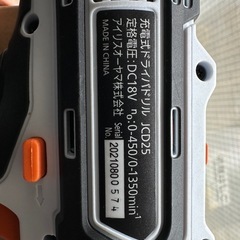 充電式ドライバドリル JCD25
定格電圧:DC18V n₀:0-450/0-1350min⁻¹
アイリスオーヤマ株式会社
MADE IN CHINA
Serial
2021080 0 5 7 4